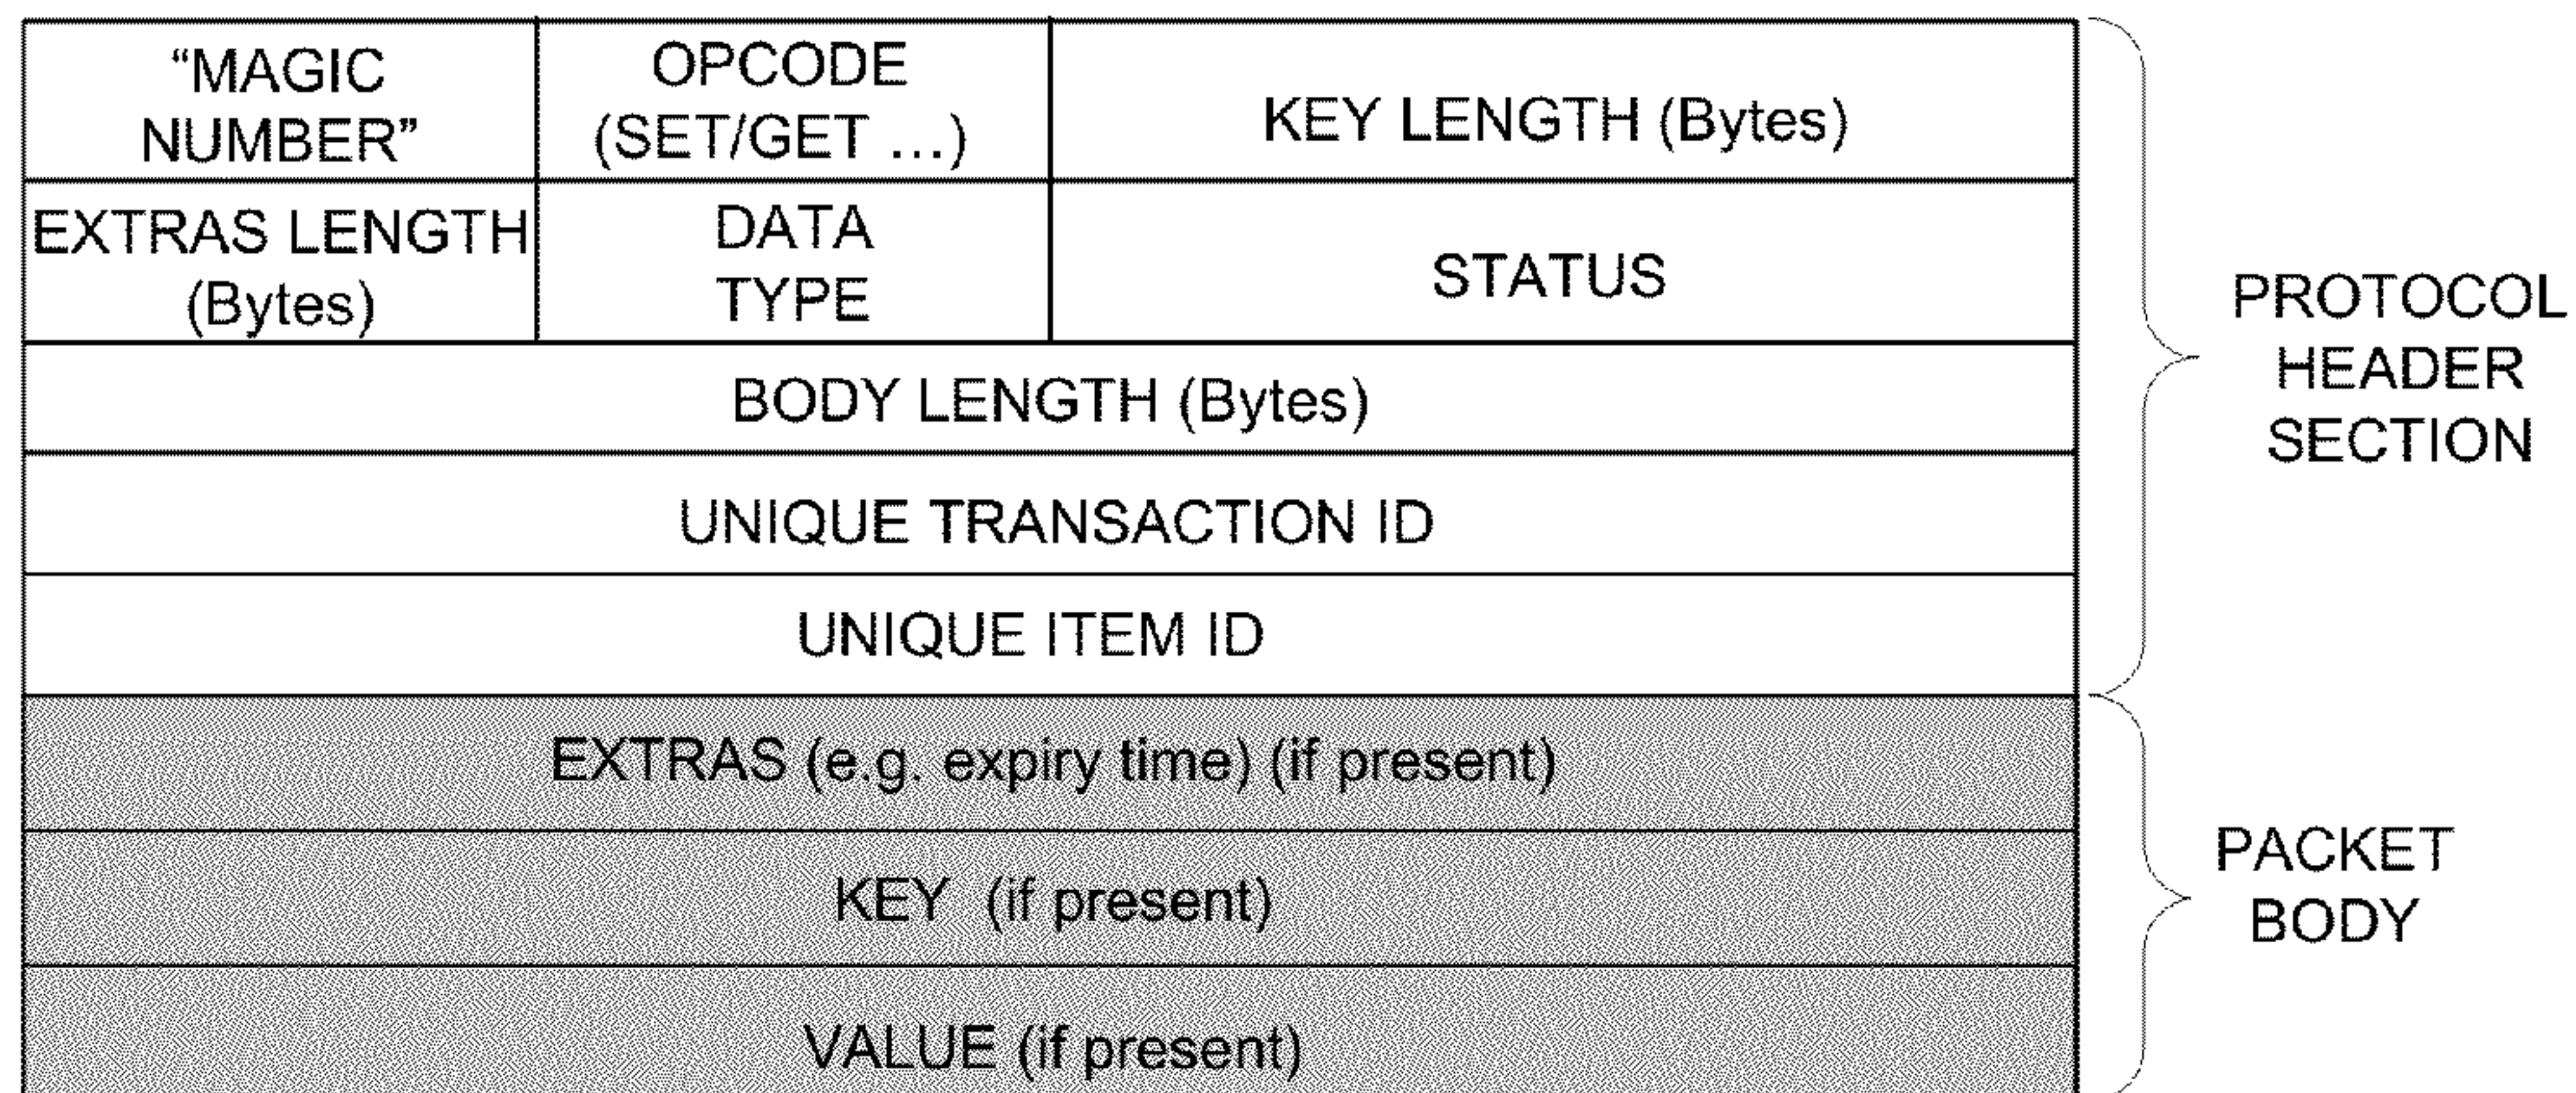 “MAGIC
NUMBER”
OPCODE
(SET/GET ...)
KEY LENGTH (Bytes)
EXTRAS LENGTH
(Bytes)
DATA
TYPE
STATUS
BODY LENGTH (Bytes)
UNIQUE TRANSACTION ID
UNIQUE ITEM ID
PROTOCOL
HEADER
SECTION
EXTRAS (e.g. expiry time) (if present)
KEY (if present)
VALUE (if present)
PACKET
BODY